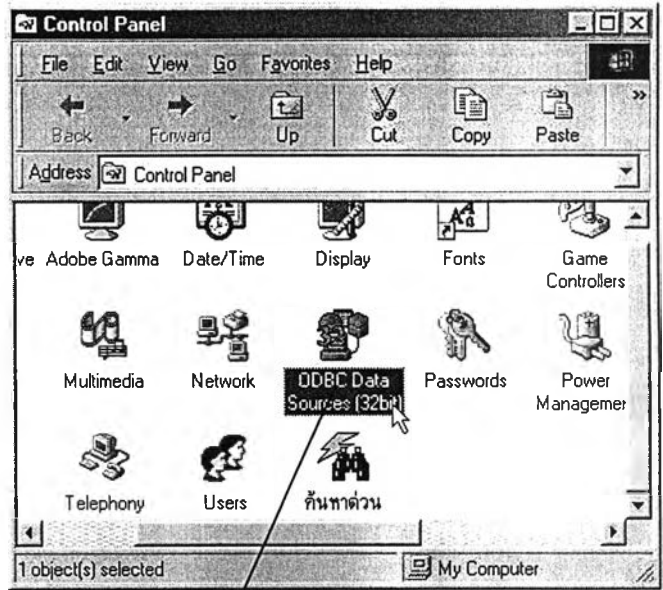 Control Panel
File Edit View Go Favorites Help
Back Forward Up Cut Copy Paste »
Address Control Panel
ve Adobe Gamma Date/Time Display Fonts Game
Controllers
Multimedia Network ODBC Data Passwords Power
Sources (32bit) Managemer
Telephony Users ค้นหาด่วน
1 object(s) selected My Computer